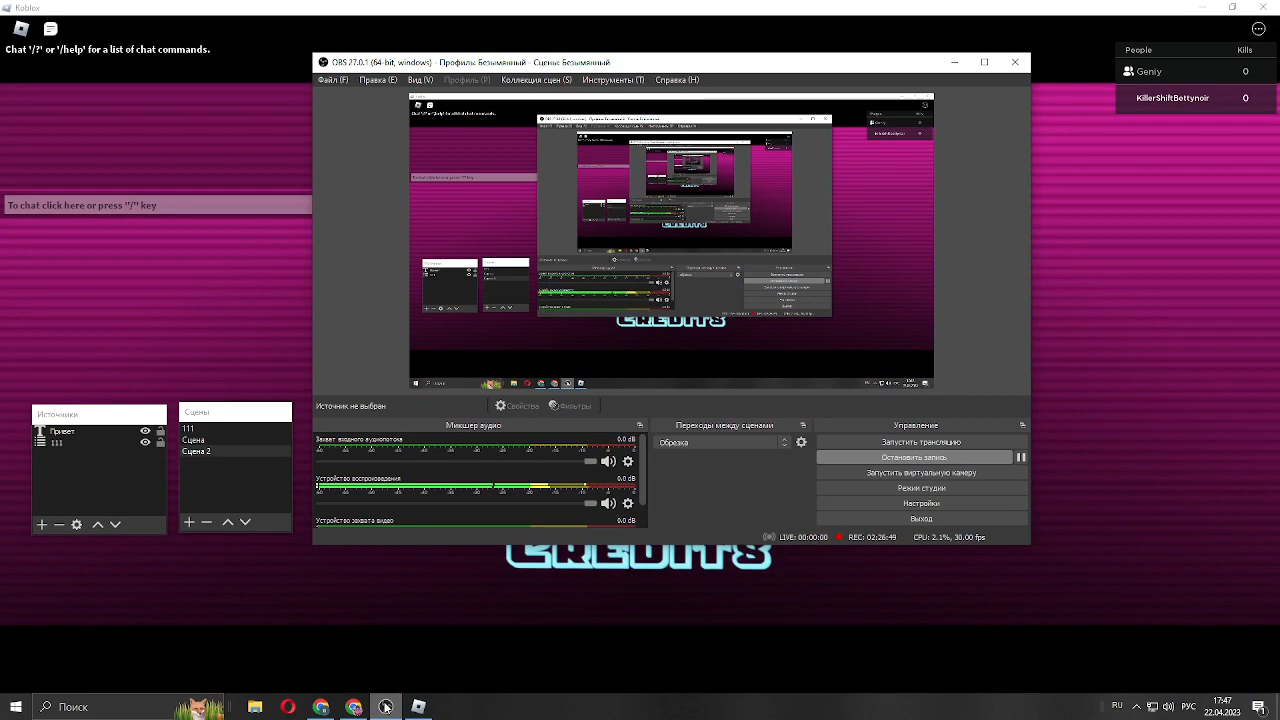 Roblox
Chat '/?' or '/help' for a list of chat commands.
People Kills
Genly 0
KillerShiftBettynoir 0
To chat click here or press "/" key
OBS 27.0.1 (64-bit, windows) - Профиль: Безымянный - Сцены: Безымянный
Файл (F) Правка (E) Вид (V) Профиль (P) Коллекция сцен (S) Инструменты (T) Справка (H)
Источник не выбран Свойства Фильтры
Источники
Привет
111
Сцены
111
Сцена
Сцена 2
Микшер аудио
Захват входного аудиопотока 0.0 dB
Устройство воспроизведения 0.0 dB
Устройство захвата видео 0.0 dB
Переходы между сценами
Обрезка
Управление
Запустить трансляцию
Остановить запись
Запустить виртуальную камеру
Режим студии
Настройки
Выход
LIVE: 00:00:00 REC: 02:26:49 CPU: 2.1%, 30.00 fps
CREDITS
Поиск
RU РУС
17:47
22.04.2023